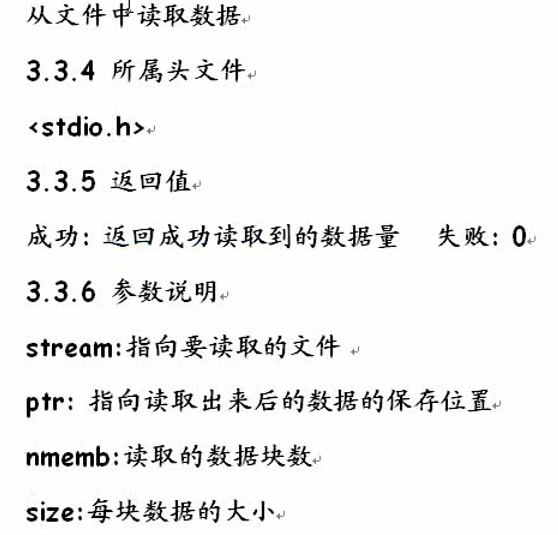 从文件中读取数据
3.3.4 所属头文件
<stdio.h>
3.3.5 返回值
成功: 返回成功读取到的数据量 失败: 0
3.3.6 参数说明
stream:指向要读取的文件
ptr: 指向读取出来后的数据的保存位置
nmemb:读取的数据块数
size:每块数据的大小